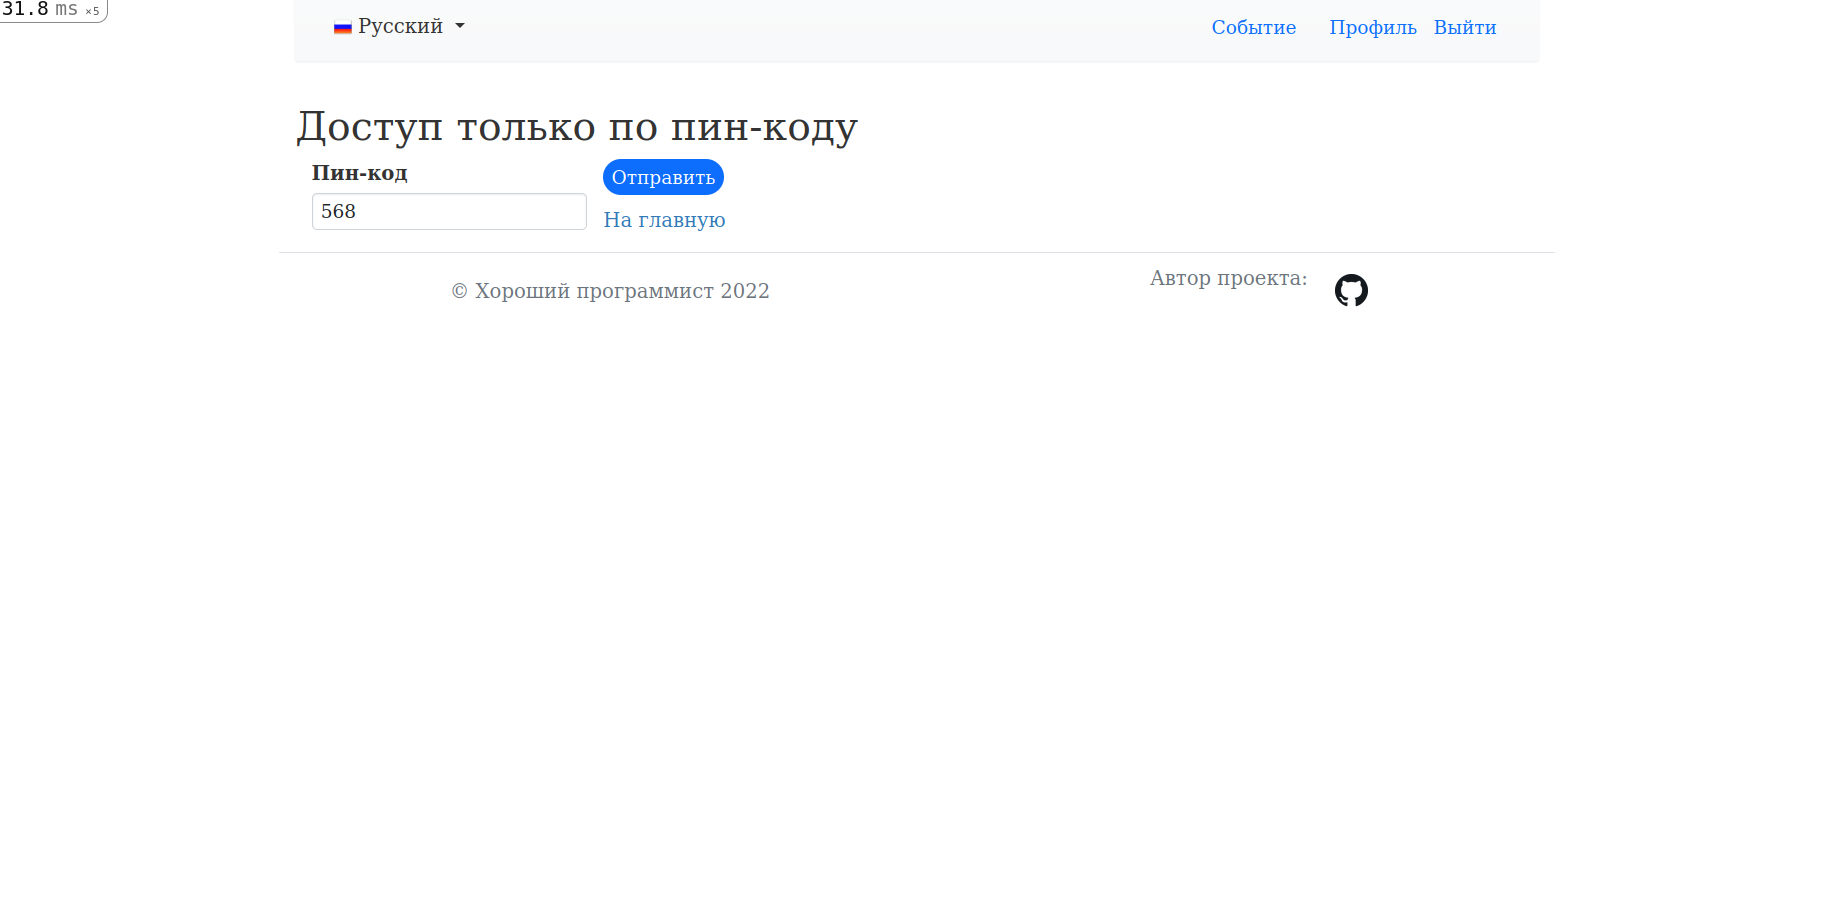 31.8 ms ×5
Русский
Событие Профиль Выйти
Доступ только по пин-коду
Пин-код
568
Отправить
На главную
© Хороший программист 2022
Автор проекта: